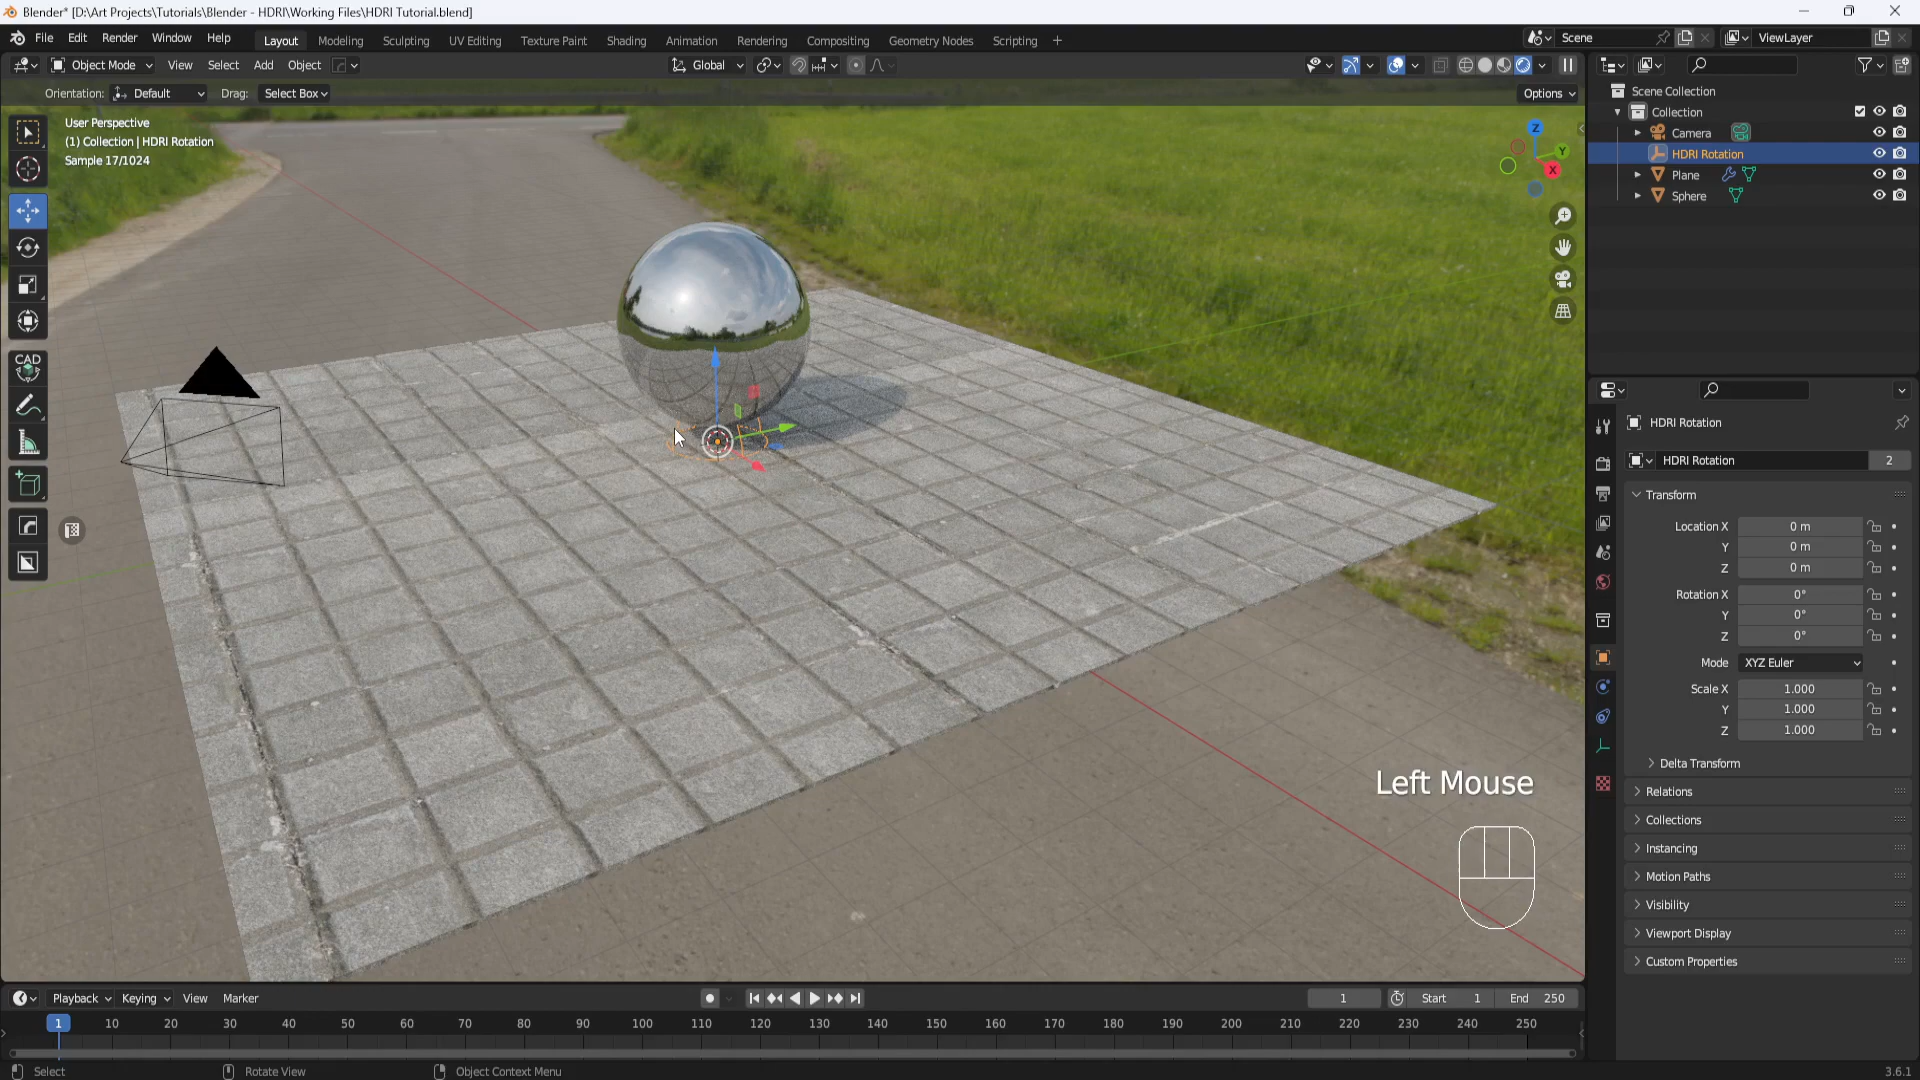 Blender* [D:\Art Projects\Tutorials\Blender - HDRI\Working Files\HDRI Tutorial.blend]
File Edit Render Window Help Layout Modeling Sculpting UV Editing Texture Paint Shading Animation Rendering Compositing Geometry Nodes Scripting + Scene ViewLayer
Object Mode View Select Add Object Global
Orientation: Default Drag: Select Box Options
User Perspective
(1) Collection | HDRI Rotation
Sample 17/1024
Z
Y
X
CAD
Scene Collection
Collection
Camera
HDRI Rotation
Plane
Sphere
HDRI Rotation
HDRI Rotation 2
Transform
Location X 0 m
Y 0 m
Z 0 m
Rotation X 0°
Y 0°
Z 0°
Mode XYZ Euler
Scale X 1.000
Y 1.000
Z 1.000
Delta Transform
Relations
Collections
Instancing
Motion Paths
Visibility
Viewport Display
Custom Properties
Left Mouse
Playback Keying View Marker 1 Start 1 End 250
1 10 20 30 40 50 60 70 80 90 100 110 120 130 140 150 160 170 180 190 200 210 220 230 240 250
Select Rotate View Object Context Menu 3.6.1